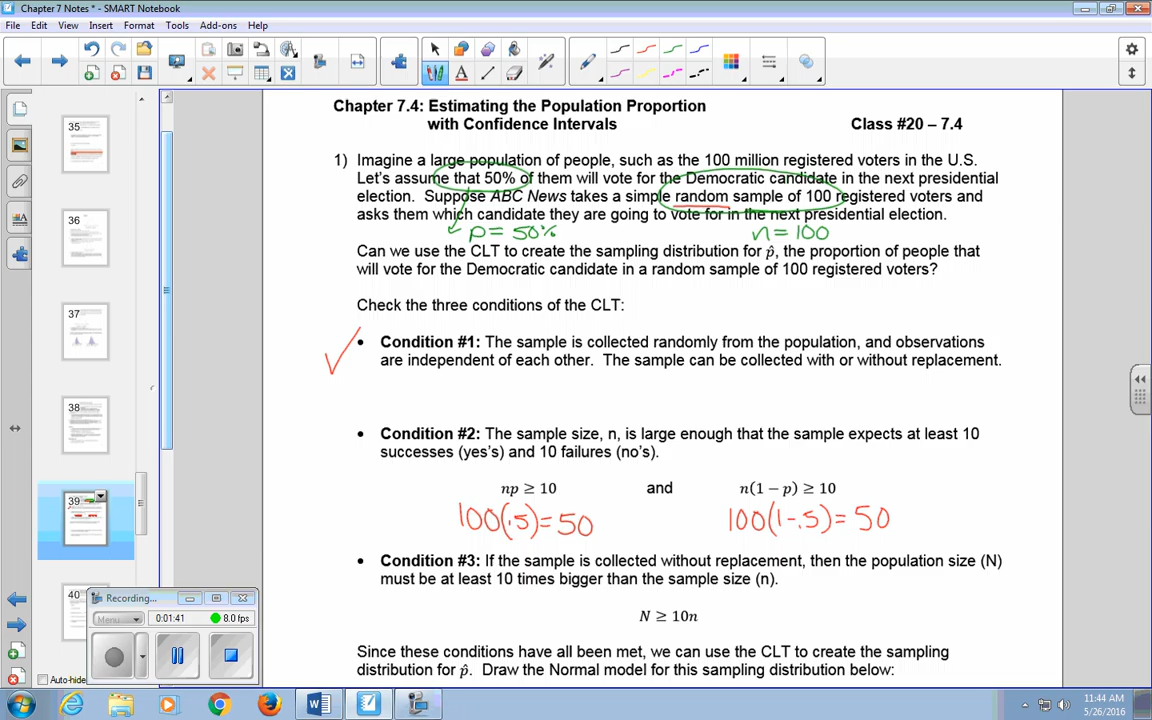 Chapter 7 Notes * - SMART Notebook
File Edit View Insert Format Tools Add-ons Help
35
36
37
38
39
40
Chapter 7.4: Estimating the Population Proportion
with Confidence Intervals Class #20 – 7.4
1) Imagine a large population of people, such as the 100 million registered voters in the U.S.
Let's assume that 50% of them will vote for the Democratic candidate in the next presidential
election. Suppose ABC News takes a simple random sample of 100 registered voters and
asks them which candidate they are going to vote for in the next presidential election.
p = 50% n = 100
Can we use the CLT to create the sampling distribution for p̂, the proportion of people that
will vote for the Democratic candidate in a random sample of 100 registered voters?
Check the three conditions of the CLT:
• Condition #1: The sample is collected randomly from the population, and observations
are independent of each other. The sample can be collected with or without replacement.
• Condition #2: The sample size, n, is large enough that the sample expects at least 10
successes (yes's) and 10 failures (no's).
np ≥ 10 and n(1 − p) ≥ 10
100(.5) = 50 100(1-.5) = 50
• Condition #3: If the sample is collected without replacement, then the population size (N)
must be at least 10 times bigger than the sample size (n).
N ≥ 10n
Since these conditions have all been met, we can use the CLT to create the sampling
distribution for p̂. Draw the Normal model for this sampling distribution below:
Recording...
Menu 0:01:41 8.0 fps
Auto-hide
11:44 AM
5/26/2016